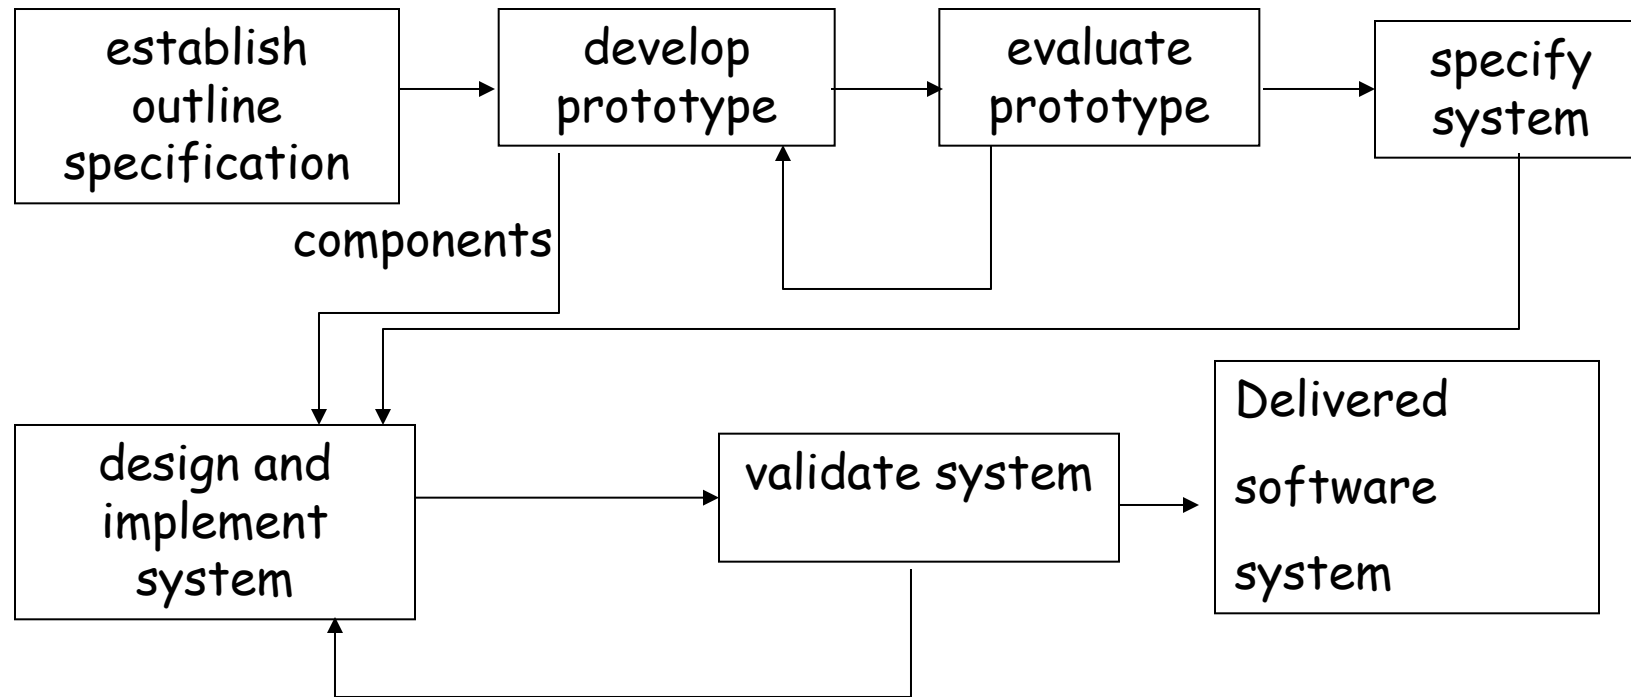 establish
outline
specification
develop
prototype
evaluate
prototype
specify
system
components
design and
implement
system
validate system
Delivered
software
system